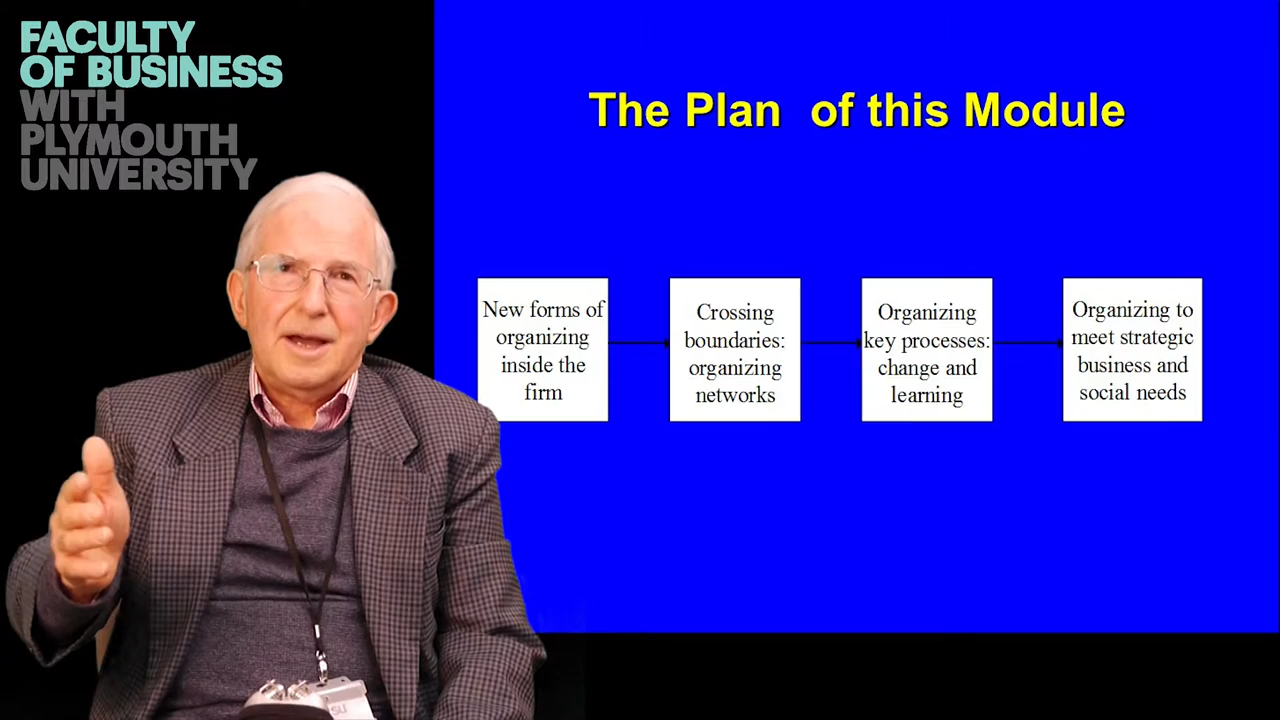 FACULTY
OF BUSINESS
WITH
PLYMOUTH
UNIVERSITY
The Plan  of this Module
New forms of
organizing
inside the
firm
Crossing
boundaries:
organizing
networks
Organizing
key processes:
change and
learning
Organizing to
meet strategic
business and
social needs